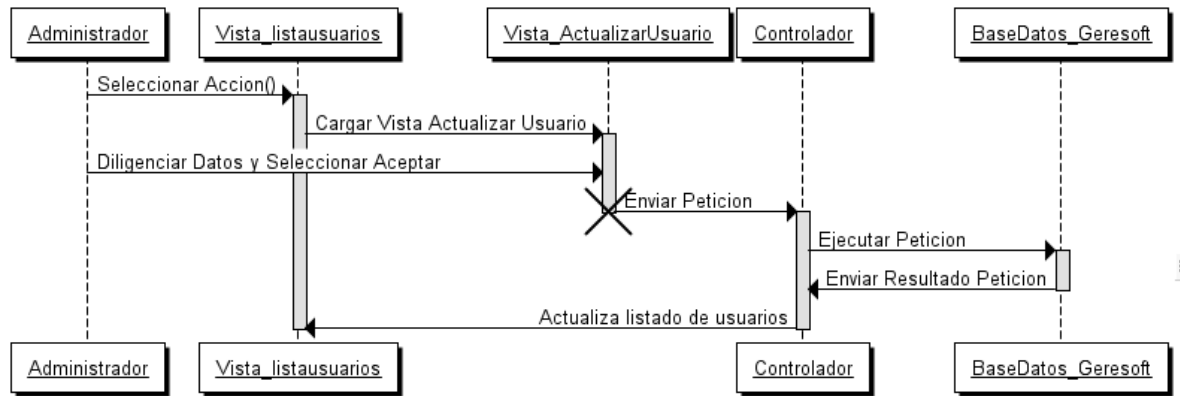 Administrador
Vista_listausuarios
Vista_ActualizarUsuario
Controlador
BaseDatos_Geresoft
Seleccionar Accion()
Cargar Vista Actualizar Usuario
Diligenciar Datos y Seleccionar Aceptar
Enviar Peticion
Ejecutar Peticion
Enviar Resultado Peticion
Actualiza listado de usuarios
Administrador
Vista_listausuarios
Controlador
BaseDatos_Geresoft